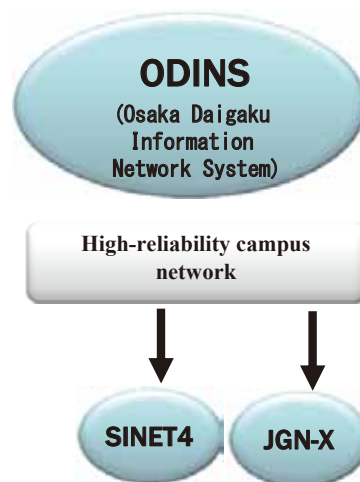 ODINS
(Osaka Daigaku
Information
Network System)
High-reliability campus
network
SINET4
JGN-X